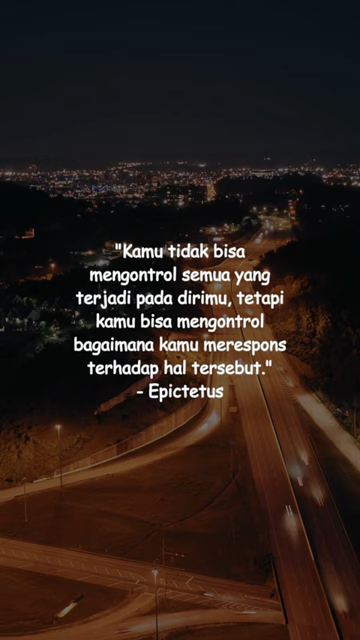 "Kamu tidak bisa
mengontrol semua yang
terjadi pada dirimu, tetapi
kamu bisa mengontrol
bagaimana kamu merespons
terhadap hal tersebut."
- Epictetus